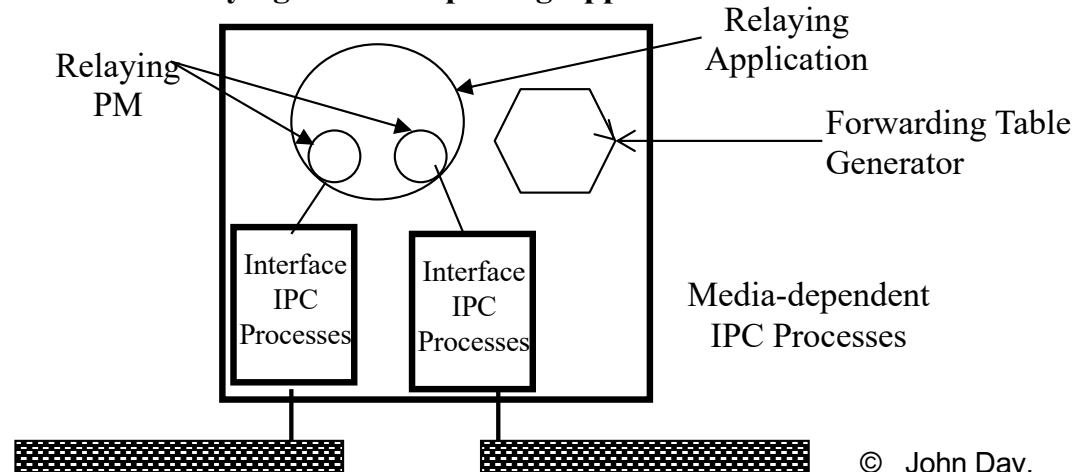 Relaying
Application
Relaying
PM
Forwarding Table
Generator
Interface
IPC
Processes
Interface
IPC
Processes
Media-dependent
IPC Processes
© John Day,